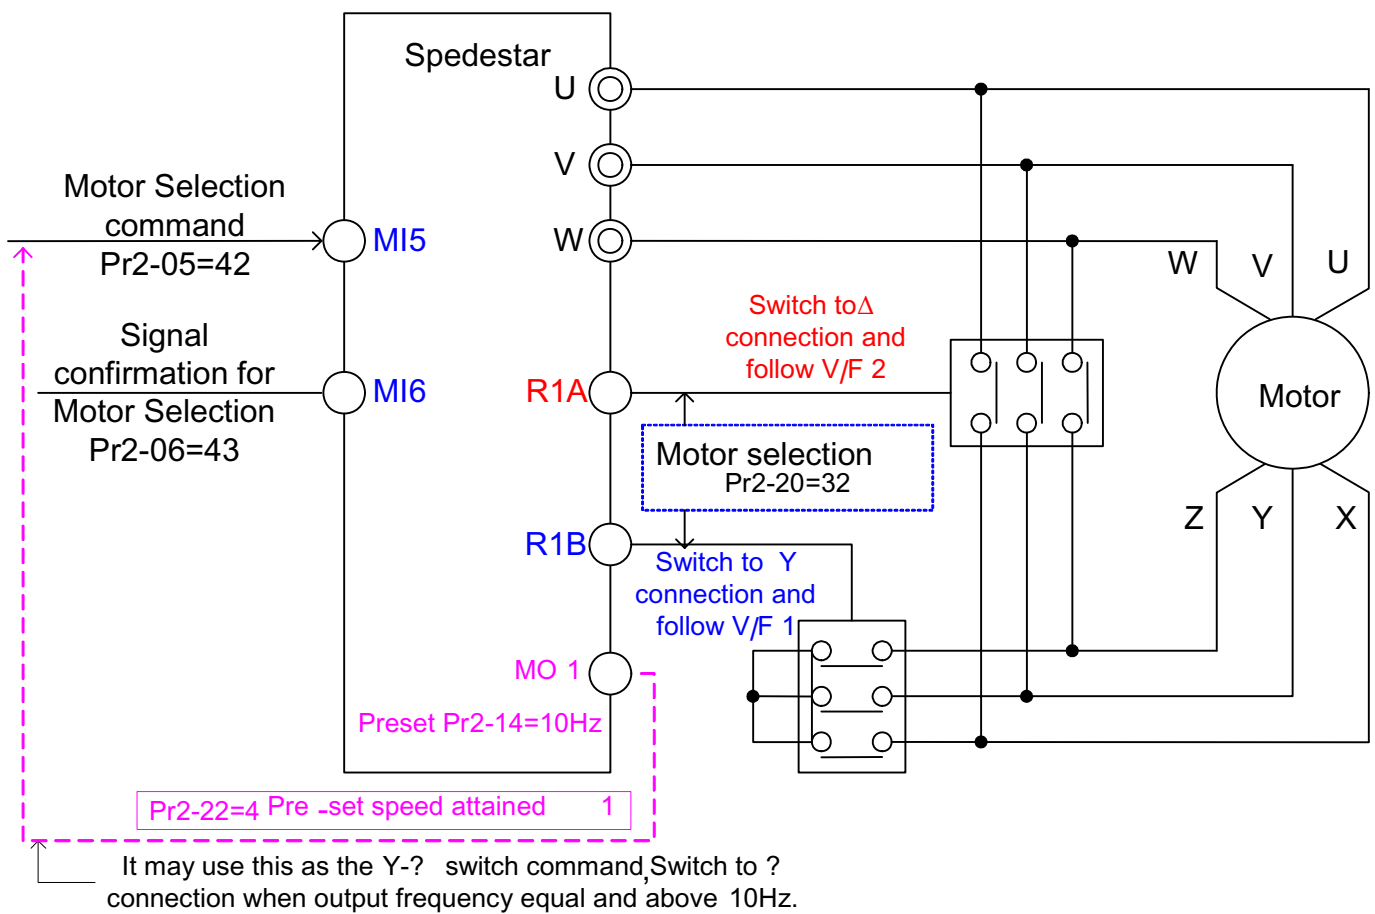 Spedestar
U
V
W
Motor Selection
command
Pr2-05=42
MI5
Signal
confirmation for
Motor Selection
Pr2-06=43
MI6
R1A
Switch toΔ
connection and
follow V/F 2
Motor selection
Pr2-20=32
R1B
Switch to Y
connection and
follow V/F 1
MO 1
Preset Pr2-14=10Hz
Pr2-22=4 Pre -set speed attained 1
W V U
Motor
Z Y X
It may use this as the Y-? switch command,Switch to ?
connection when output frequency equal and above 10Hz.